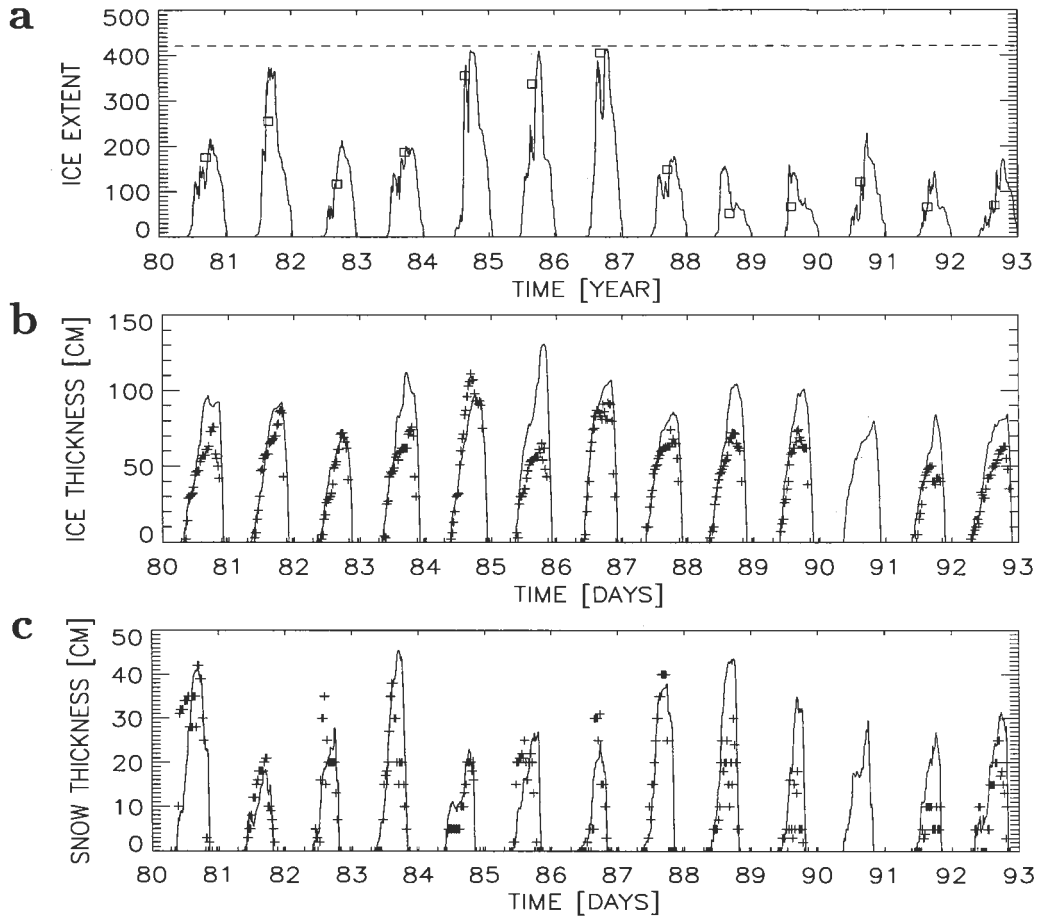 a
ICE EXTENT
500
400
300
200
100
0
80 81 82 83 84 85 86 87 88 89 90 91 92 93
TIME [YEAR]
b
ICE THICKNESS [CM]
150
100
50
0
80 81 82 83 84 85 86 87 88 89 90 91 92 93
TIME [DAYS]
c
SNOW THICKNESS [CM]
50
40
30
20
10
0
80 81 82 83 84 85 86 87 88 89 90 91 92 93
TIME [DAYS]